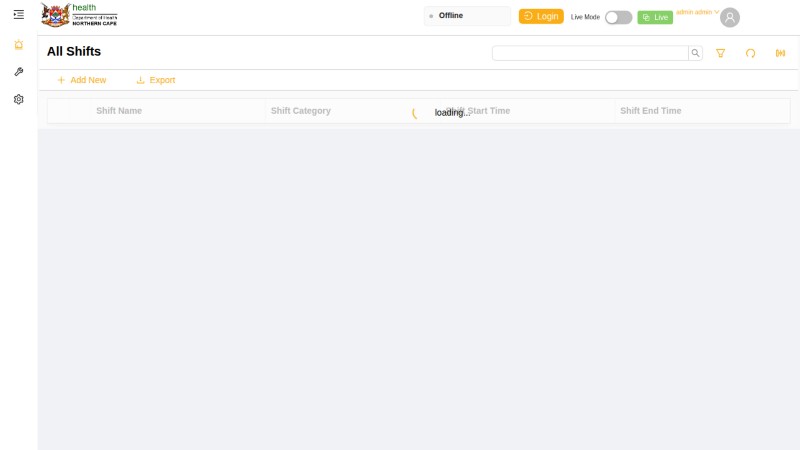 health
Department of Health
NORTHERN CAPE
Offline
Login
Live Mode
Live
admin admin
All Shifts
Add New
Export
Shift Name
Shift Category
Shift Start Time
Shift End Time
loading...